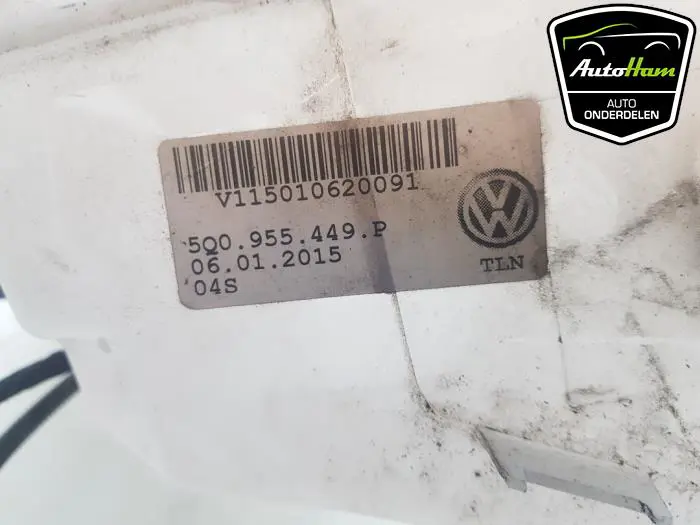 AutoHam
AUTO
ONDERDELEN
V115010620091
5Q0.955.449.P
06.01.2015
04S
TLN